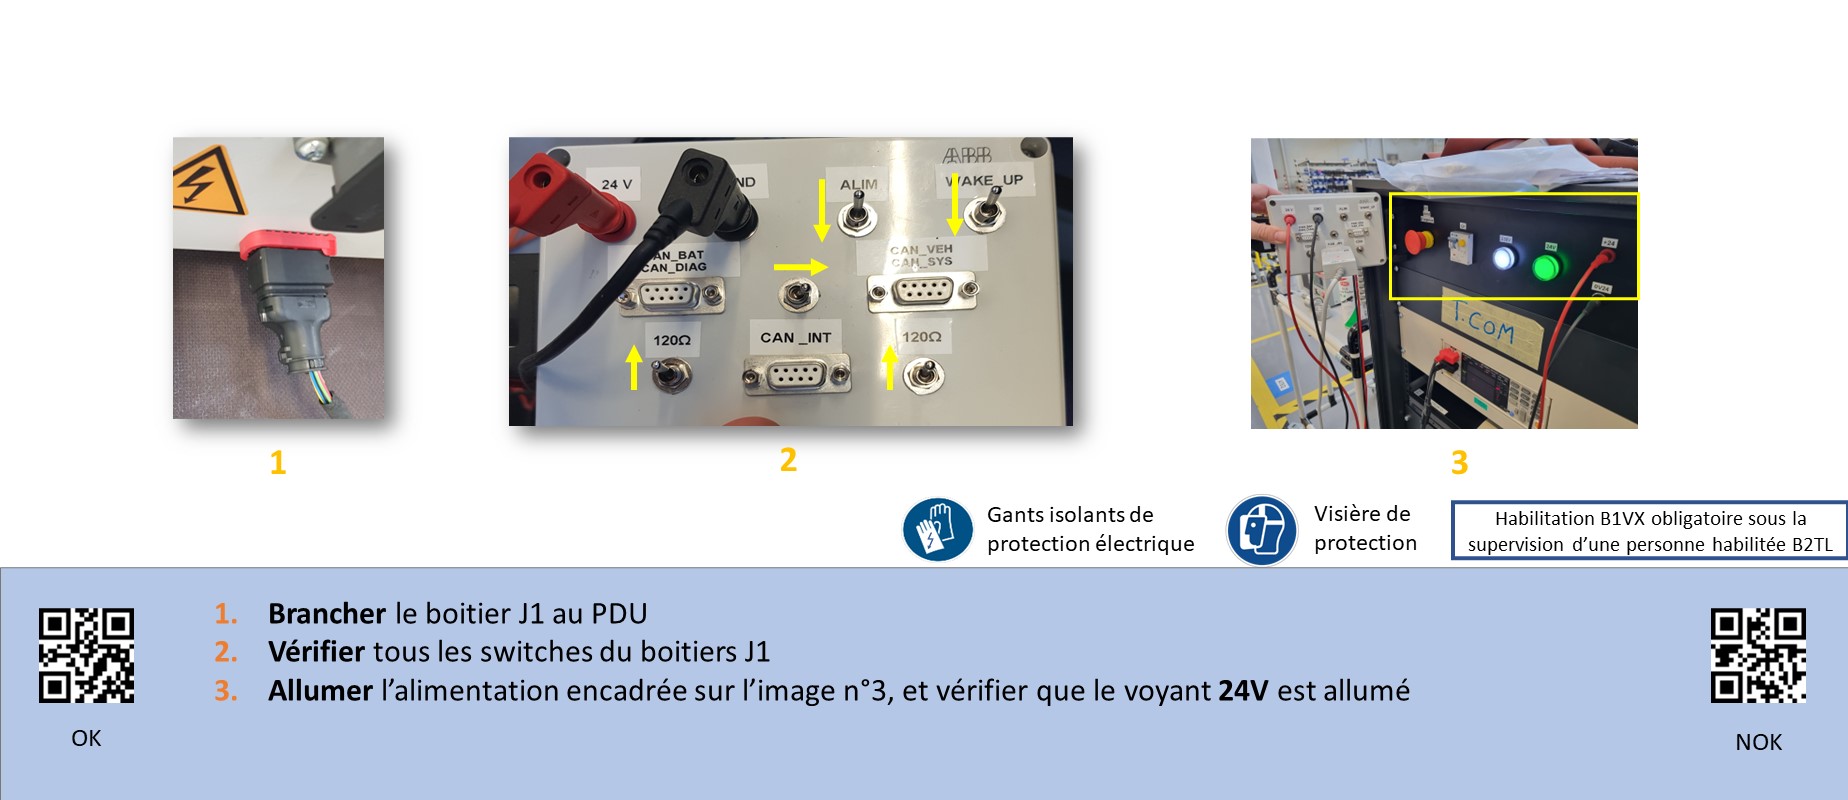 ABB
24 V
ND
ALIM
WAKE_UP
AN_BAT
CAN_DIAG
CAN_VEH
CAN_SYS
120Ω
CAN _INT
120Ω
+24
0V24
T.COM
1
2
3
Gants isolants de
protection électrique
Visière de
protection
Habilitation B1VX obligatoire sous la
supervision d’une personne habilitée B2TL
1. Brancher le boitier J1 au PDU
2. Vérifier tous les switches du boitiers J1
3. Allumer l’alimentation encadrée sur l’image n°3, et vérifier que le voyant 24V est allumé
OK
NOK